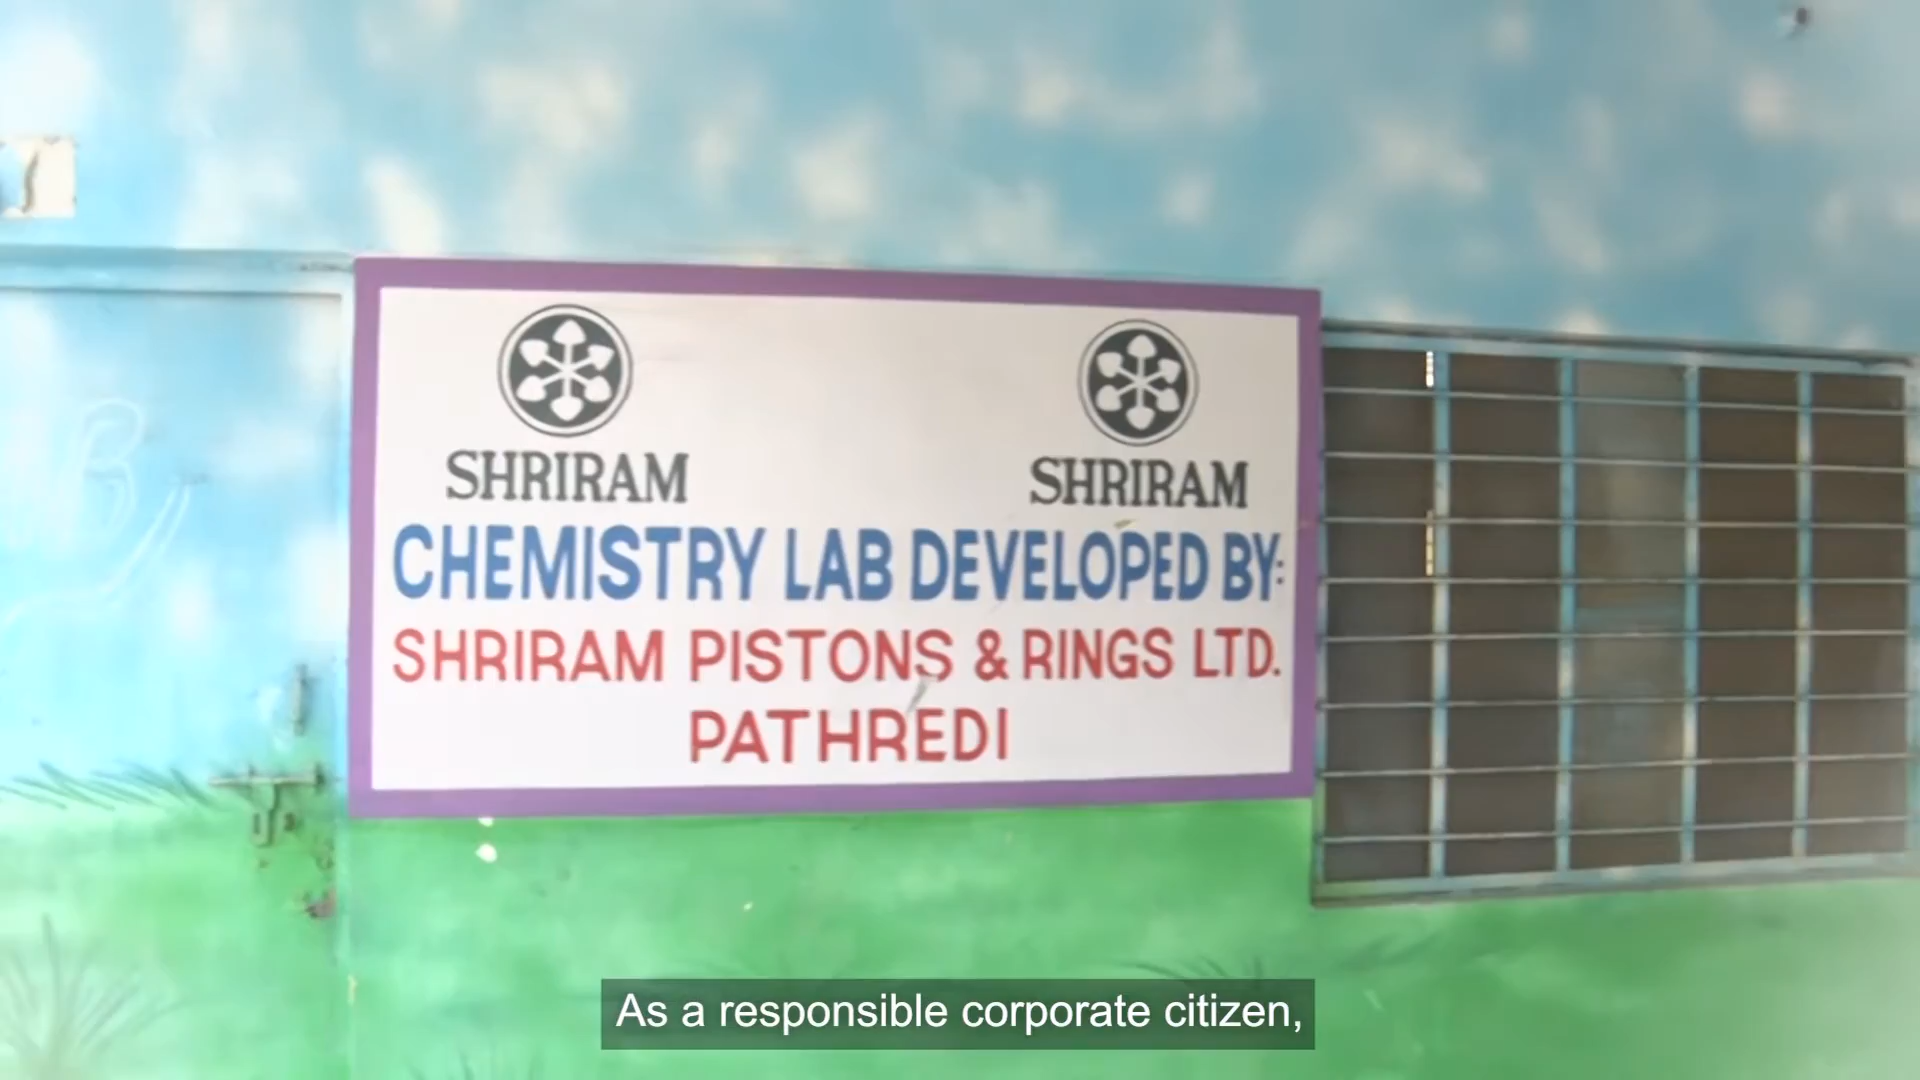 SHRIRAM SHRIRAM
CHEMISTRY LAB DEVELOPED BY:
SHRIRAM PISTONS & RINGS LTD.
PATHREDI
As a responsible corporate citizen,